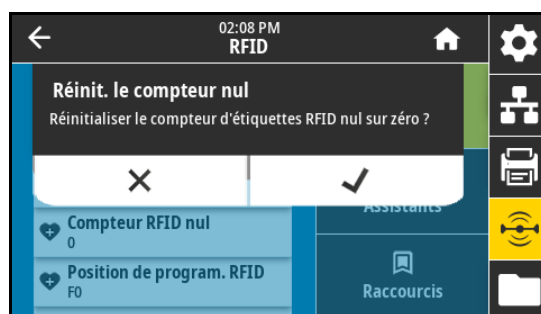 02:08 PM
RFID
Réinit. le compteur nul
Réinitialiser le compteur d'étiquettes RFID nul sur zéro ?
Assistants
Compteur RFID nul
0
Position de program. RFID
F0
Raccourcis